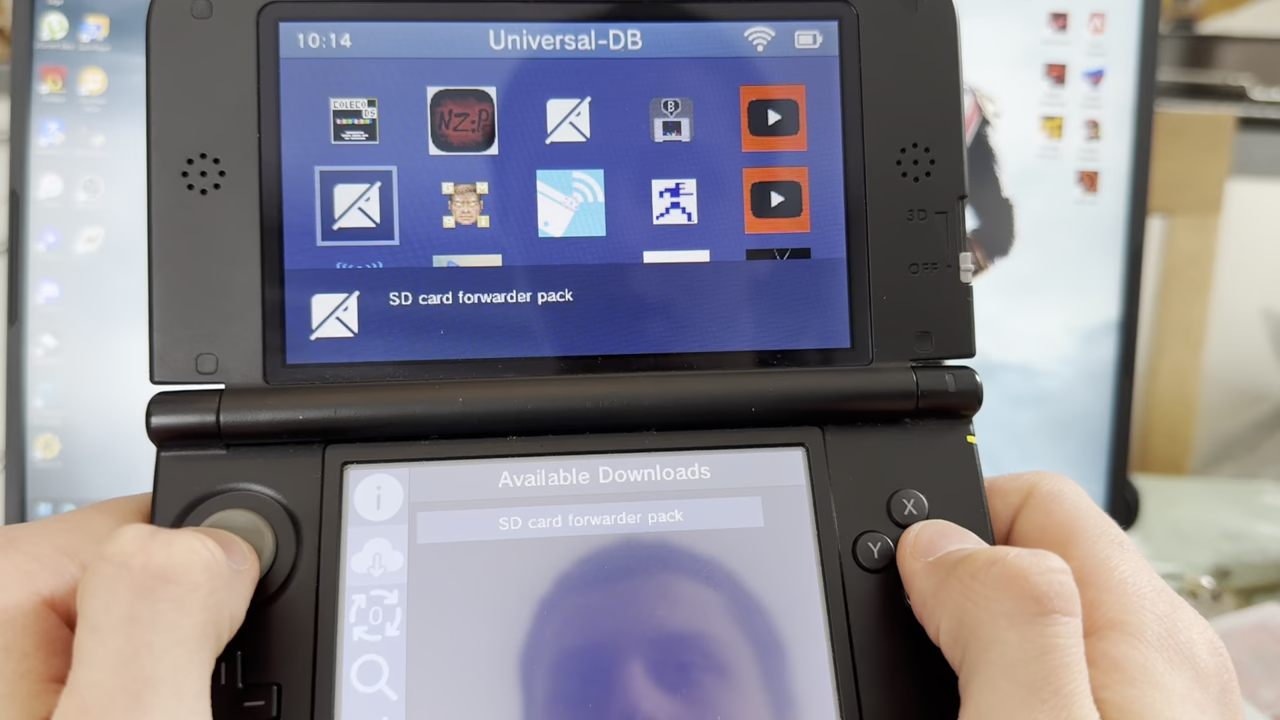 10:14
Universal-DB
COLECO
DS
NZ:P
B
SD card forwarder pack
3D
OFF
Available Downloads
i
SD card forwarder pack
0
X
Y